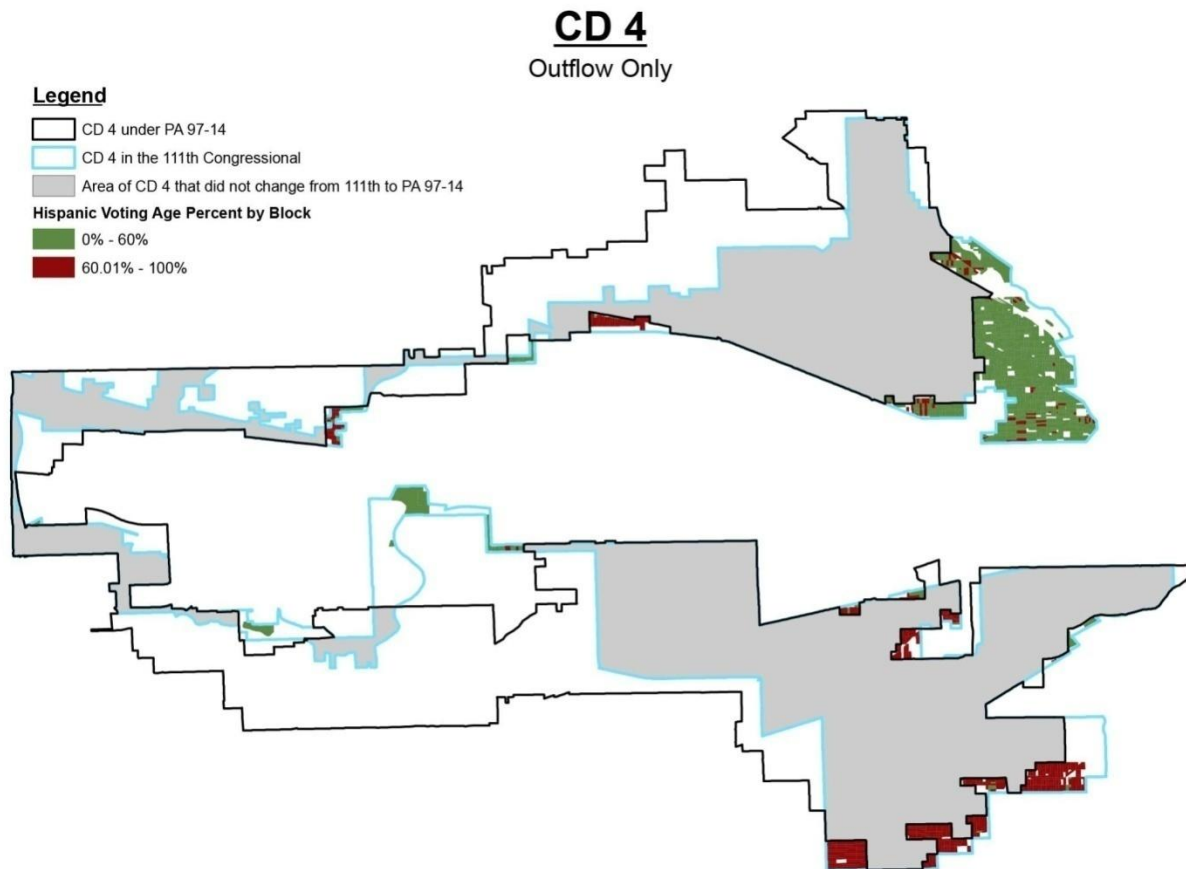 CD 4
Outflow Only
Legend
CD 4 under PA 97-14
CD 4 in the 111th Congressional
Area of CD 4 that did not change from 111th to PA 97-14
Hispanic Voting Age Percent by Block
0% - 60%
60.01% - 100%